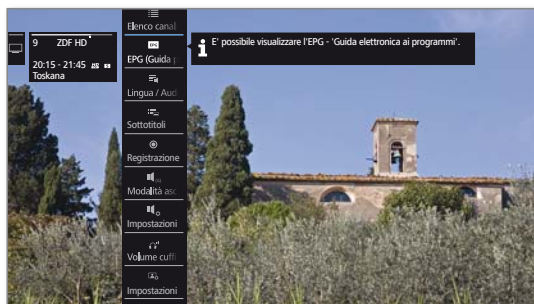 9 ZDF HD
20:15 - 21:45
Toskana
Elenco canal
EPG
EPG (Guida p
Lingua / Aud
Sottotitoli
Registrazione
Modalità asc
Impostazioni
Volume cuffi
Impostazioni
E' possibile visualizzare l'EPG - 'Guida elettronica ai programmi'.